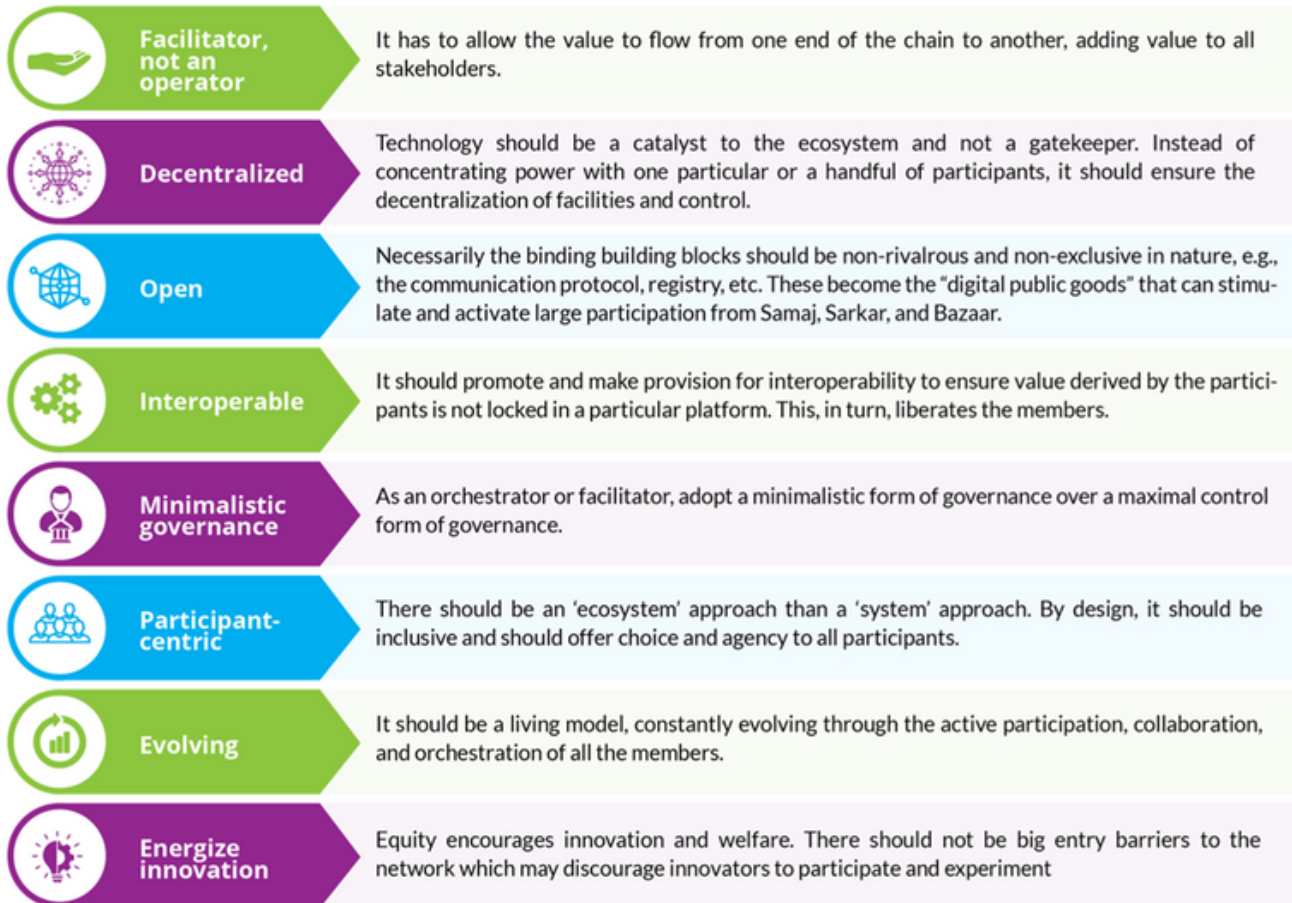 Facilitator,
not an
operator
It has to allow the value to flow from one end of the chain to another, adding value to all
stakeholders.
Decentralized
Technology should be a catalyst to the ecosystem and not a gatekeeper. Instead of
concentrating power with one particular or a handful of participants, it should ensure the
decentralization of facilities and control.
Open
Necessarily the binding building blocks should be non-rivalrous and non-exclusive in nature, e.g.,
the communication protocol, registry, etc. These become the “digital public goods” that can stimu-
late and activate large participation from Samaj, Sarkar, and Bazaar.
Interoperable
It should promote and make provision for interoperability to ensure value derived by the partici-
pants is not locked in a particular platform. This, in turn, liberates the members.
Minimalistic
governance
As an orchestrator or facilitator, adopt a minimalistic form of governance over a maximal control
form of governance.
Participant-
centric
There should be an ‘ecosystem’ approach than a ‘system’ approach. By design, it should be
inclusive and should offer choice and agency to all participants.
Evolving
It should be a living model, constantly evolving through the active participation, collaboration,
and orchestration of all the members.
Energize
innovation
Equity encourages innovation and welfare. There should not be big entry barriers to the
network which may discourage innovators to participate and experiment